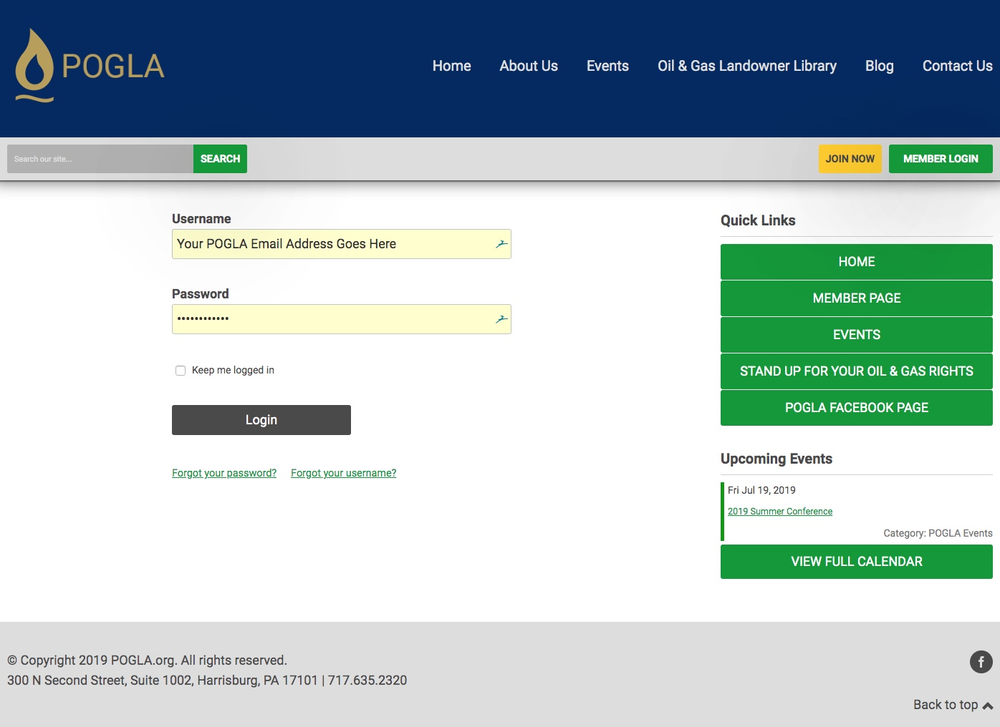 POGLA
Home
About Us
Events
Oil & Gas Landowner Library
Blog
Contact Us
Search our site...
SEARCH
JOIN NOW
MEMBER LOGIN
Username
Your POGLA Email Address Goes Here
Password
••••••••••••
Keep me logged in
Login
Forgot your password?
Forgot your username?
Quick Links
HOME
MEMBER PAGE
EVENTS
STAND UP FOR YOUR OIL & GAS RIGHTS
POGLA FACEBOOK PAGE
Upcoming Events
Fri Jul 19, 2019
2019 Summer Conference
Category: POGLA Events
VIEW FULL CALENDAR
© Copyright 2019 POGLA.org. All rights reserved.
300 N Second Street, Suite 1002, Harrisburg, PA 17101 | 717.635.2320
Back to top